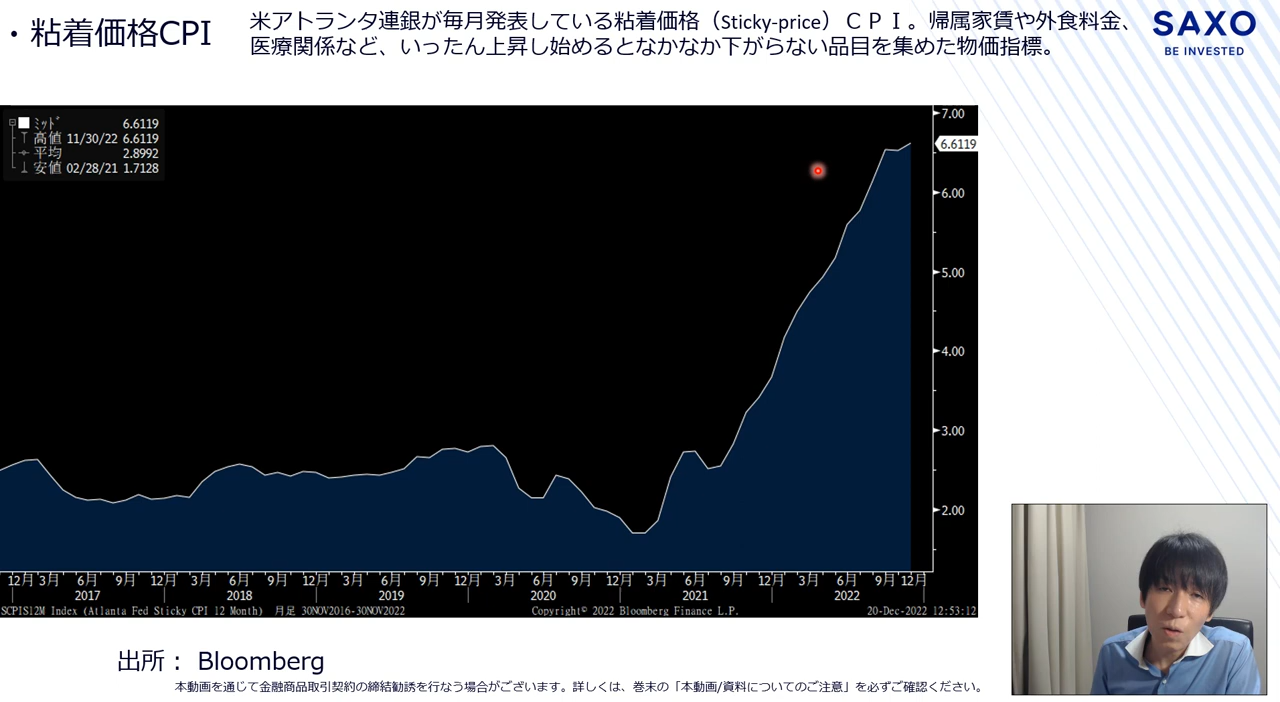 ・粘着価格CPI
米アトランタ連銀が毎月発表している粘着価格（Sticky-price）ＣＰＩ。帰属家賃や外食料金、
医療関係など、いったん上昇し始めるとなかなか下がらない品目を集めた物価指標。
SAXO
BE INVESTED
ﾐｯﾄﾞ 6.6119
高値 11/30/22 6.6119
平均 2.8992
安値 02/28/21 1.7128
7.00
6.6119
6.00
5.00
4.00
3.00
2.00
12月 3月 6月 9月 12月 3月 6月 9月 12月 3月 6月 9月 12月 3月 6月 9月 12月 3月 6月 9月 12月 3月 6月 9月 12月
2017 2018 2019 2020 2021 2022
SCPIS12M Index (Atlanta Fed Sticky CPI 12 Month) 月足 30NOV2016-30NOV2022 Copyright© 2022 Bloomberg Finance L.P. 20-Dec-2022 12:53:12
出所： Bloomberg
本動画を通じて金融商品取引契約の締結勧誘を行なう場合がございます。詳しくは、巻末の「本動画/資料についてのご注意」を必ずご確認ください。